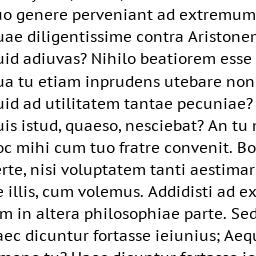 uo genere perveniant ad extremum
uae diligentissime contra Aristoner
uid adiuvas? Nihilo beatiorem esse
ua tu etiam inprudens utebare non
uid ad utilitatem tantae pecuniae?
uis istud, quaeso, nesciebat? An tu r
oc mihi cum tuo fratre convenit. Bo
erte, nisi voluptatem tanti aestimar
e illis, cum volemus. Addidisti ad ex
m in altera philosophiae parte. Sed
aec dicuntur fortasse ieiunius; Aequ